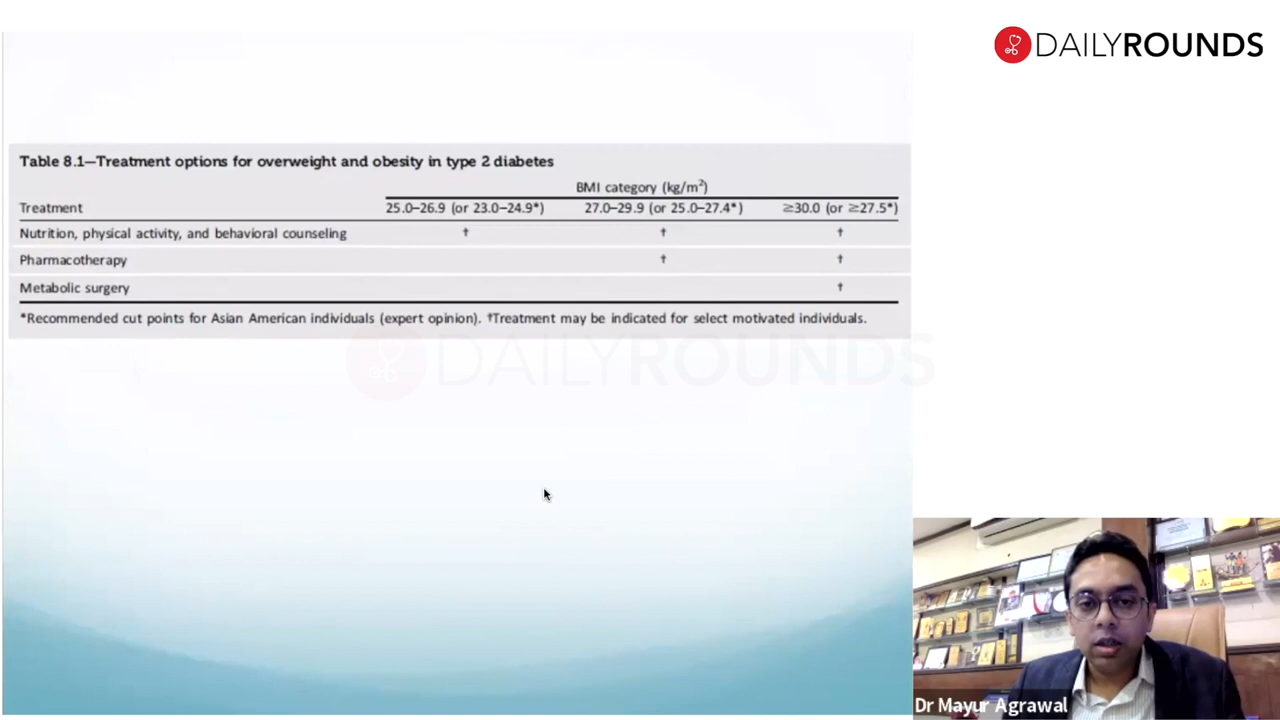 DAILYROUNDS
Table 8.1—Treatment options for overweight and obesity in type 2 diabetes
BMI category (kg/m²)
Treatment 25.0–26.9 (or 23.0–24.9*) 27.0–29.9 (or 25.0–27.4*) ≥30.0 (or ≥27.5*)
Nutrition, physical activity, and behavioral counseling † † †
Pharmacotherapy † †
Metabolic surgery †
*Recommended cut points for Asian American individuals (expert opinion). †Treatment may be indicated for select motivated individuals.
DAILYROUNDS
Dr Mayur Agrawal